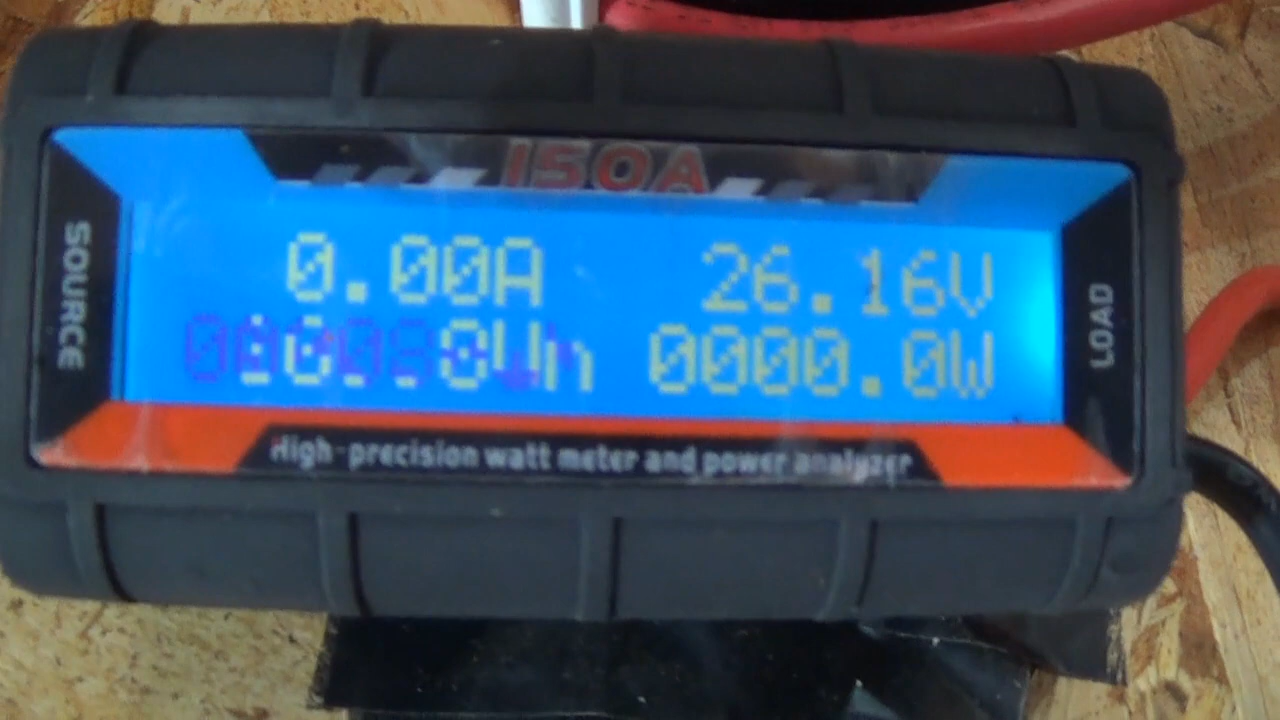 150A
SOURCE
0.00A 26.16V
0000.0W
LOAD
High-precision watt meter and power analyzer